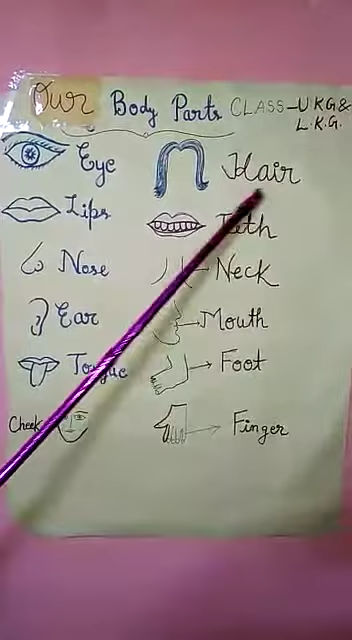 Our Body Parts CLASS-UKG&
L.K.G.
Eye Hair
Lips Teeth
Nose Neck
Ear Mouth
Tongue Foot
Cheek Finger